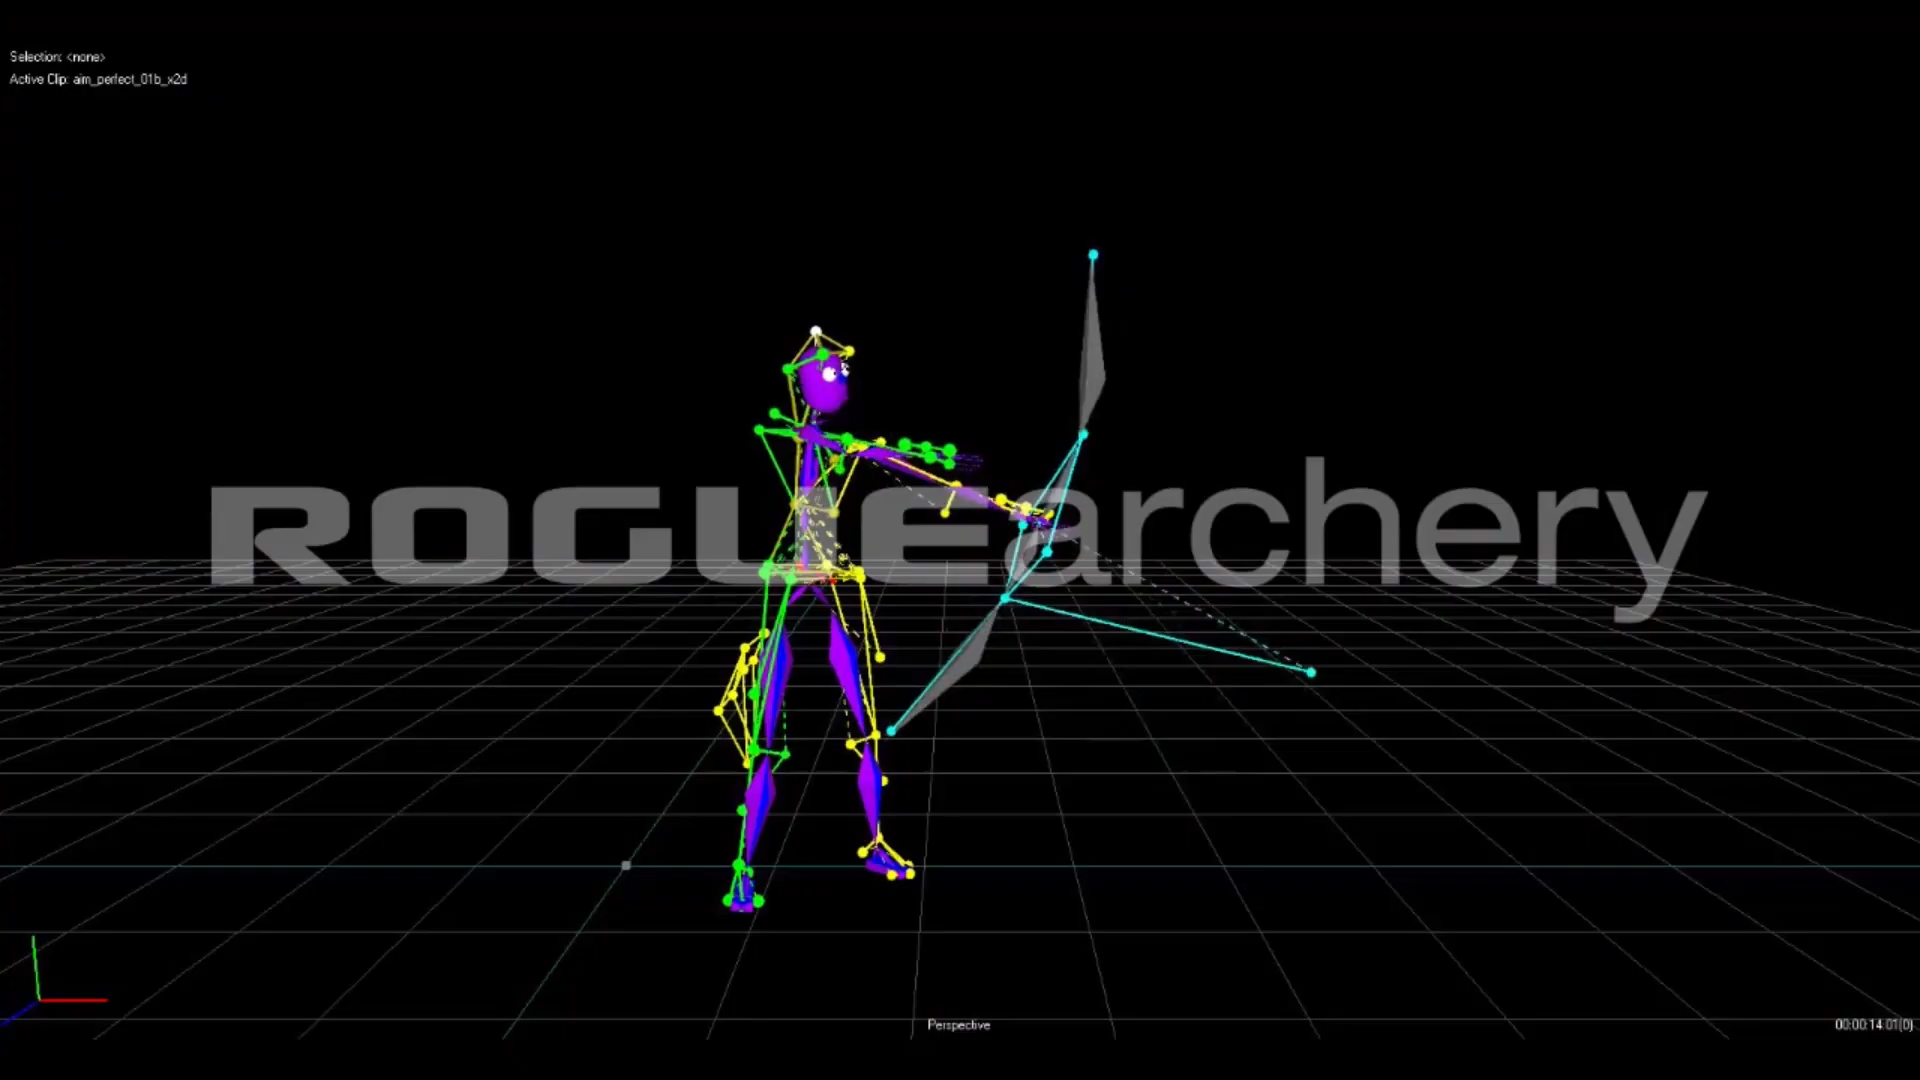 Selection: <none>
Active Clip: aim_perfect_01b_x2d
ROGUEarchery
Perspective
00:00:14:01(0)